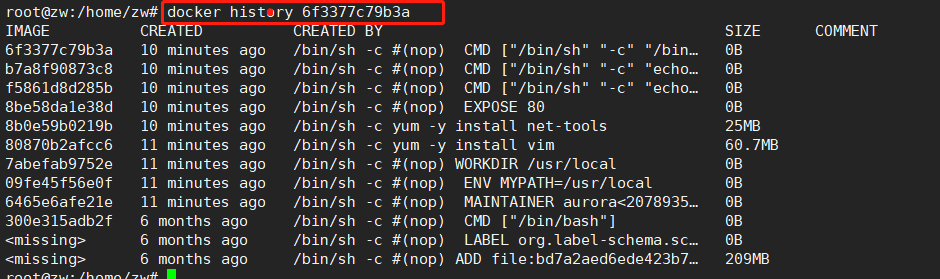 root@zw:/home/zw# docker history 6f3377c79b3a
IMAGE CREATED CREATED BY SIZE COMMENT
6f3377c79b3a 10 minutes ago /bin/sh -c #(nop) CMD ["/bin/sh" "-c" "/bin… 0B
b7a8f90873c8 10 minutes ago /bin/sh -c #(nop) CMD ["/bin/sh" "-c" "echo… 0B
f5861d8d285b 10 minutes ago /bin/sh -c #(nop) CMD ["/bin/sh" "-c" "echo… 0B
8be58da1e38d 10 minutes ago /bin/sh -c #(nop) EXPOSE 80 0B
8b0e59b0219b 10 minutes ago /bin/sh -c yum -y install net-tools 25MB
80870b2afcc6 11 minutes ago /bin/sh -c yum -y install vim 60.7MB
7abefab9752e 11 minutes ago /bin/sh -c #(nop) WORKDIR /usr/local 0B
09fe45f56e0f 11 minutes ago /bin/sh -c #(nop) ENV MYPATH=/usr/local 0B
6465e6afe21e 11 minutes ago /bin/sh -c #(nop) MAINTAINER aurora<2078935… 0B
300e315adb2f 6 months ago /bin/sh -c #(nop) CMD ["/bin/bash"] 0B
<missing> 6 months ago /bin/sh -c #(nop) LABEL org.label-schema.sc… 0B
<missing> 6 months ago /bin/sh -c #(nop) ADD file:bd7a2aed6ede423b7… 209MB
root@zw:/home/zw#